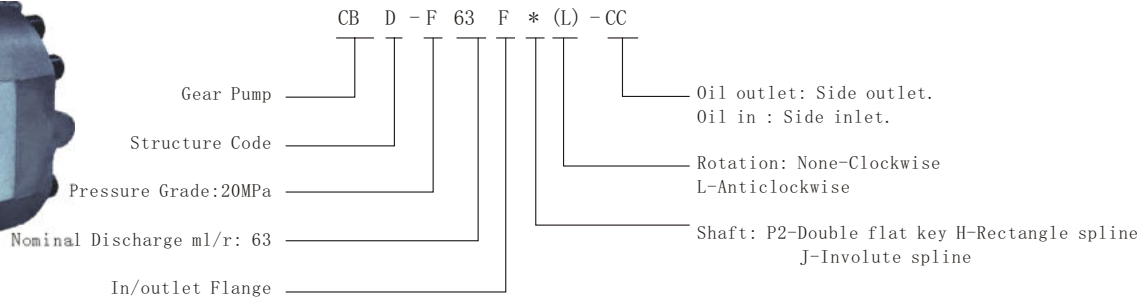 CB D - F 63 F * (L) - CC
Gear Pump
Structure Code
Pressure Grade:20MPa
Nominal Discharge ml/r: 63
In/outlet Flange
Oil outlet: Side outlet.
Oil in : Side inlet.
Rotation: None-Clockwise
L-Anticlockwise
Shaft: P2-Double flat key H-Rectangle spline
J-Involute spline